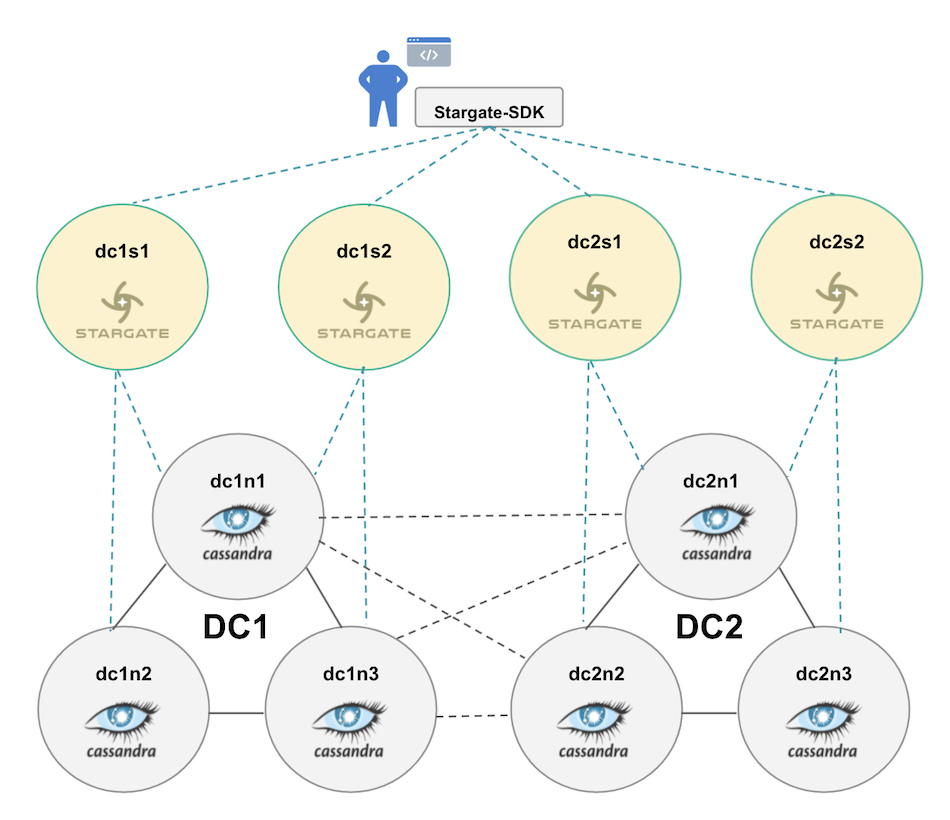 </>
Stargate-SDK
dc1s1
STARGATE
dc1s2
STARGATE
dc2s1
STARGATE
dc2s2
STARGATE
dc1n1
cassandra
dc2n1
cassandra
DC1
DC2
dc1n2
cassandra
dc1n3
cassandra
dc2n2
cassandra
dc2n3
cassandra